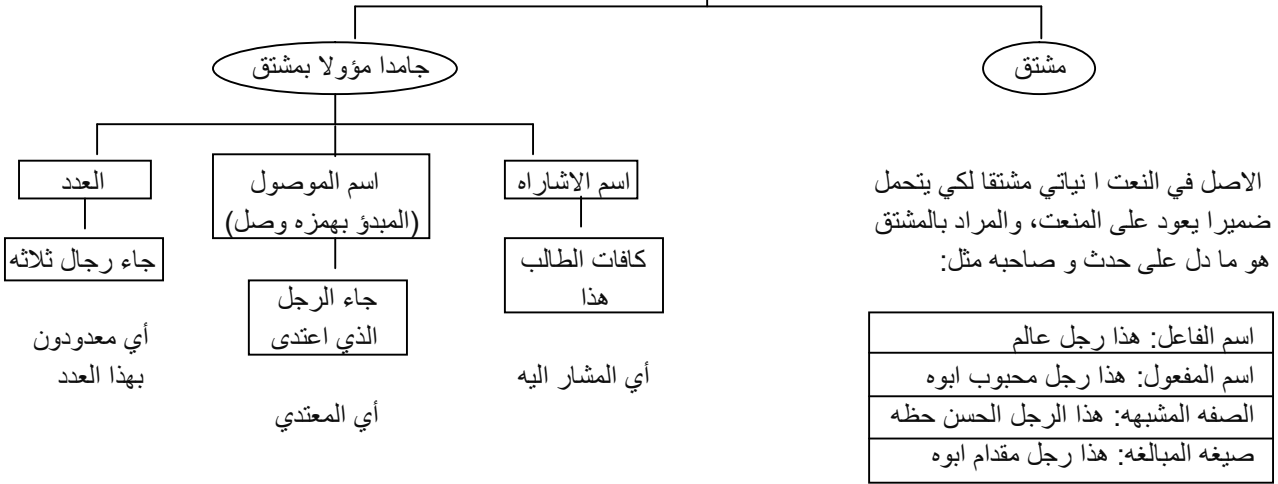 مشتق
جامدا مؤولا بمشتق
الاصل في النعت ا نياتي مشتقا لكي يتحمل
ضميرا يعود على المنعت، والمراد بالمشتق
هو ما دل على حدث و صاحبه مثل:
اسم الفاعل: هذا رجل عالم
اسم المفعول: هذا رجل محبوب ابوه
الصفه المشبهه: هذا الرجل الحسن حظه
صيغه المبالغه: هذا رجل مقدام ابوه
اسم الاشاراه
كافات الطالب
هذا
أي المشار اليه
اسم الموصول
(المبدؤ بهمزه وصل)
جاء الرجل
الذي اعتدى
أي المعتدي
العدد
جاء رجال ثلاثه
أي معدودون
بهذا العدد